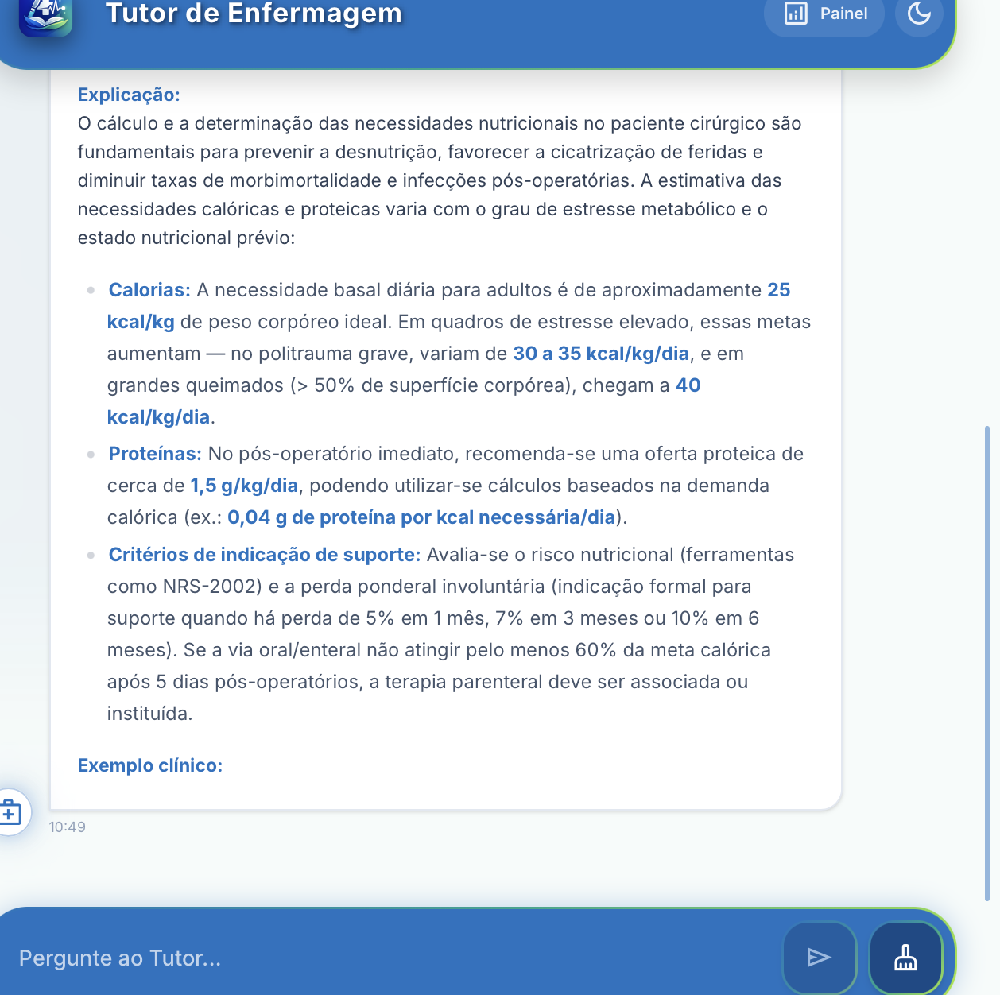 Tutor de Enfermagem
Painel
Explicação:
O cálculo e a determinação das necessidades nutricionais no paciente cirúrgico são
fundamentais para prevenir a desnutrição, favorecer a cicatrização de feridas e
diminuir taxas de morbimortalidade e infecções pós-operatórias. A estimativa das
necessidades calóricas e proteicas varia com o grau de estresse metabólico e o
estado nutricional prévio:
Calorias: A necessidade basal diária para adultos é de aproximadamente 25
kcal/kg de peso corpóreo ideal. Em quadros de estresse elevado, essas metas
aumentam — no politrauma grave, variam de 30 a 35 kcal/kg/dia, e em
grandes queimados (> 50% de superfície corpórea), chegam a 40
kcal/kg/dia.
Proteínas: No pós-operatório imediato, recomenda-se uma oferta proteica de
cerca de 1,5 g/kg/dia, podendo utilizar-se cálculos baseados na demanda
calórica (ex.: 0,04 g de proteína por kcal necessária/dia).
Critérios de indicação de suporte: Avalia-se o risco nutricional (ferramentas
como NRS-2002) e a perda ponderal involuntária (indicação formal para
suporte quando há perda de 5% em 1 mês, 7% em 3 meses ou 10% em 6
meses). Se a via oral/enteral não atingir pelo menos 60% da meta calórica
após 5 dias pós-operatórios, a terapia parenteral deve ser associada ou
instituída.
Exemplo clínico:
10:49
Pergunte ao Tutor...